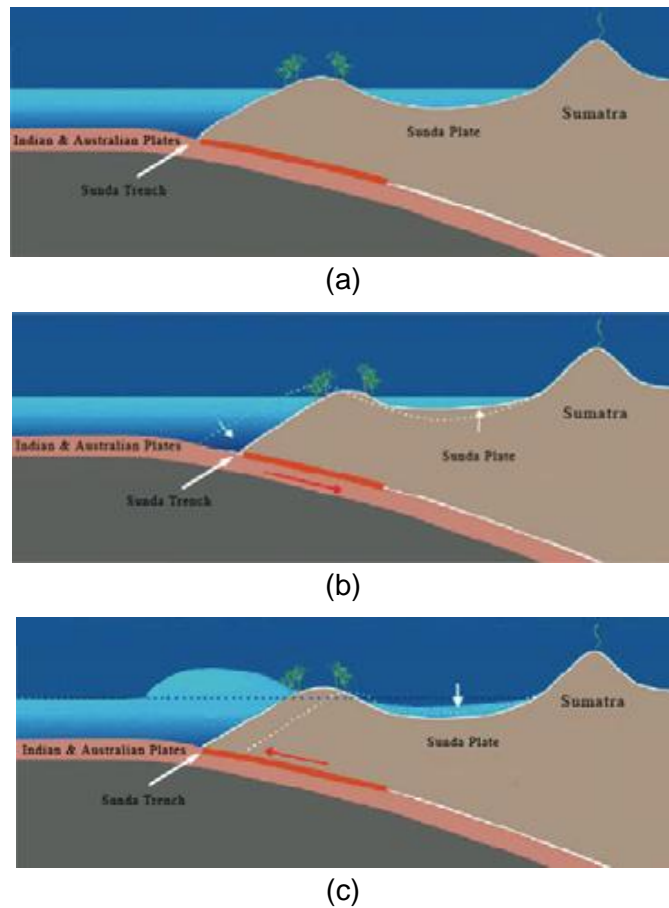 Sumatra
Sunda Plate
Indian & Australian Plates
Sunda Trench
(a)
Sumatra
Indian & Australian Plates
Sunda Plate
Sunda Trench
(b)
Sumatra
Sunda Plate
Indian & Australian Plates
Sunda Trench
(c)